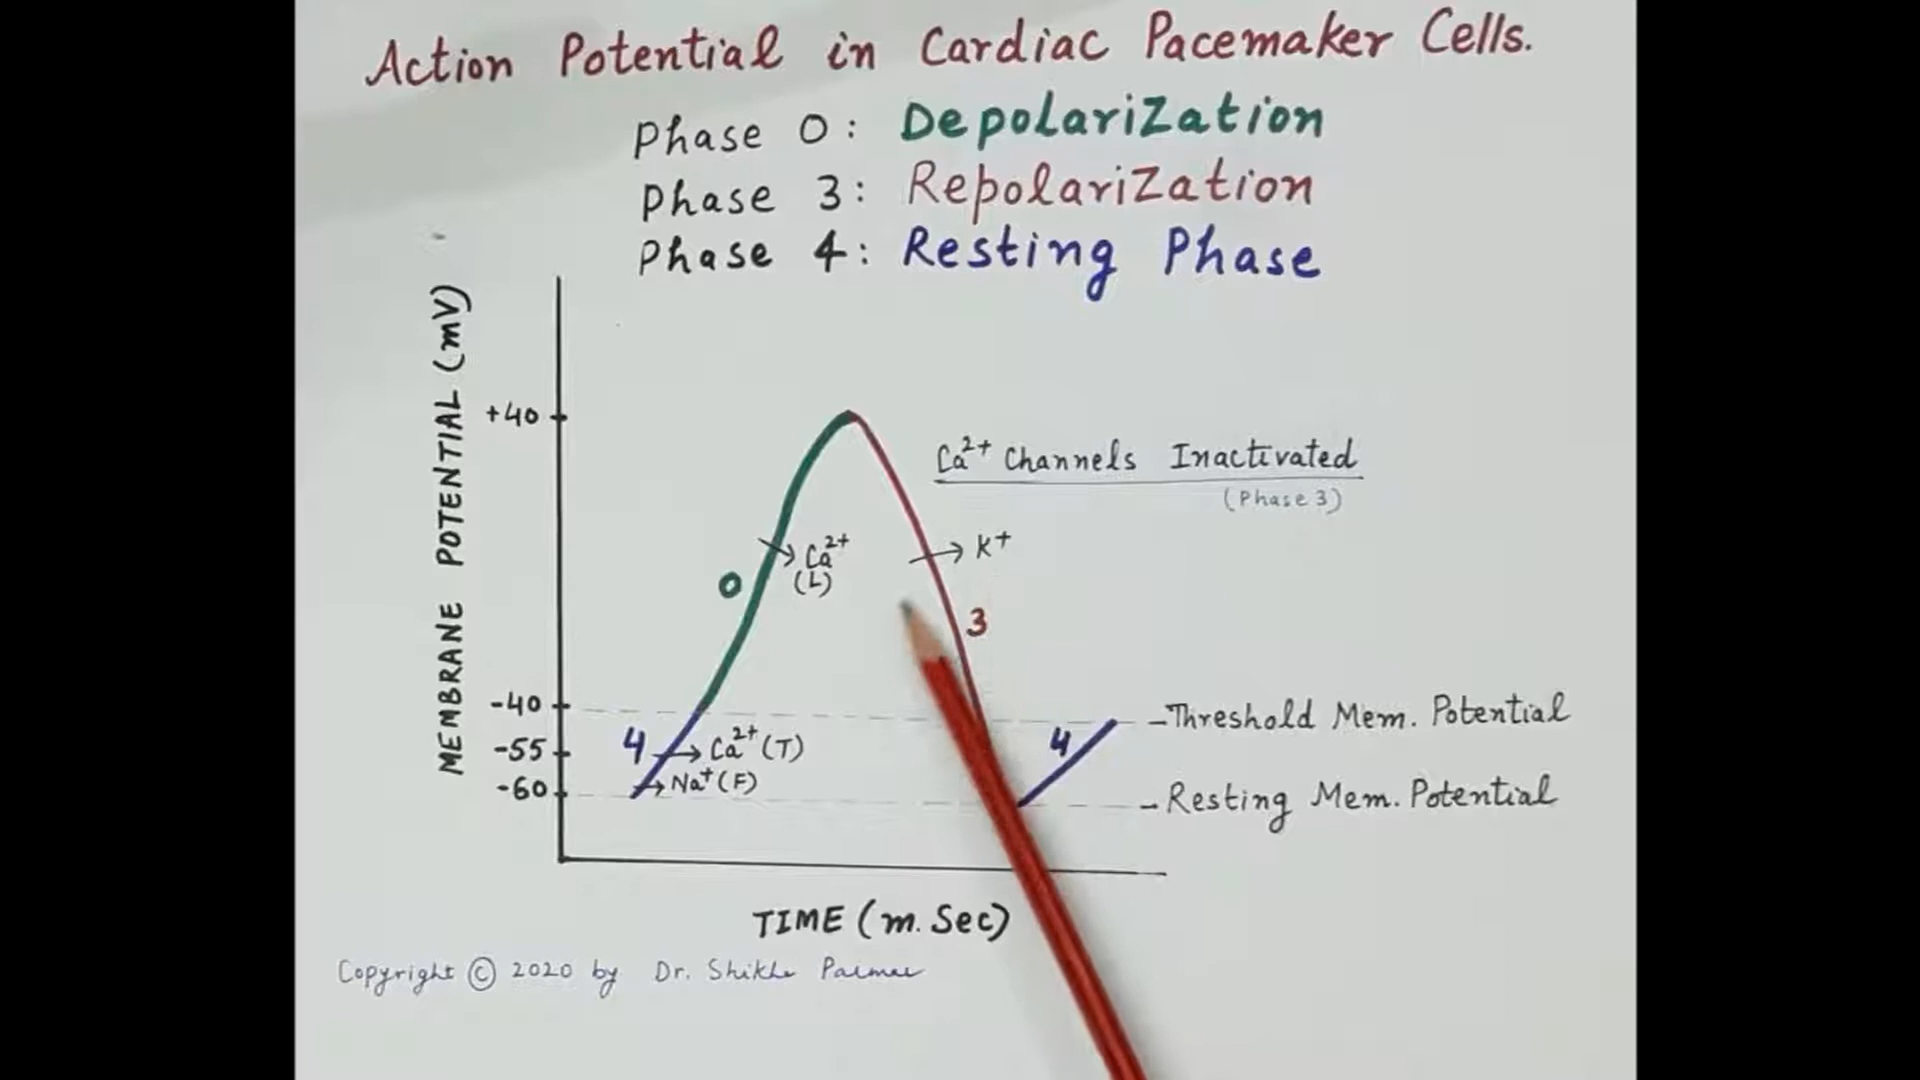 Action Potential in Cardiac Pacemaker Cells.
Phase 0: Depolarization
Phase 3: Repolarization
Phase 4: Resting Phase
MEMBRANE POTENTIAL (mV)
+40
Ca2+ Channels Inactivated
(Phase 3)
Ca2+
(L)
K+
0
3
-40
-Threshold Mem. Potential
4
Ca2+ (T)
4
-55
Na+ (F)
-60
-Resting Mem. Potential
TIME (m. Sec)
Copyright © 2020 by Dr. Shikha Parmar